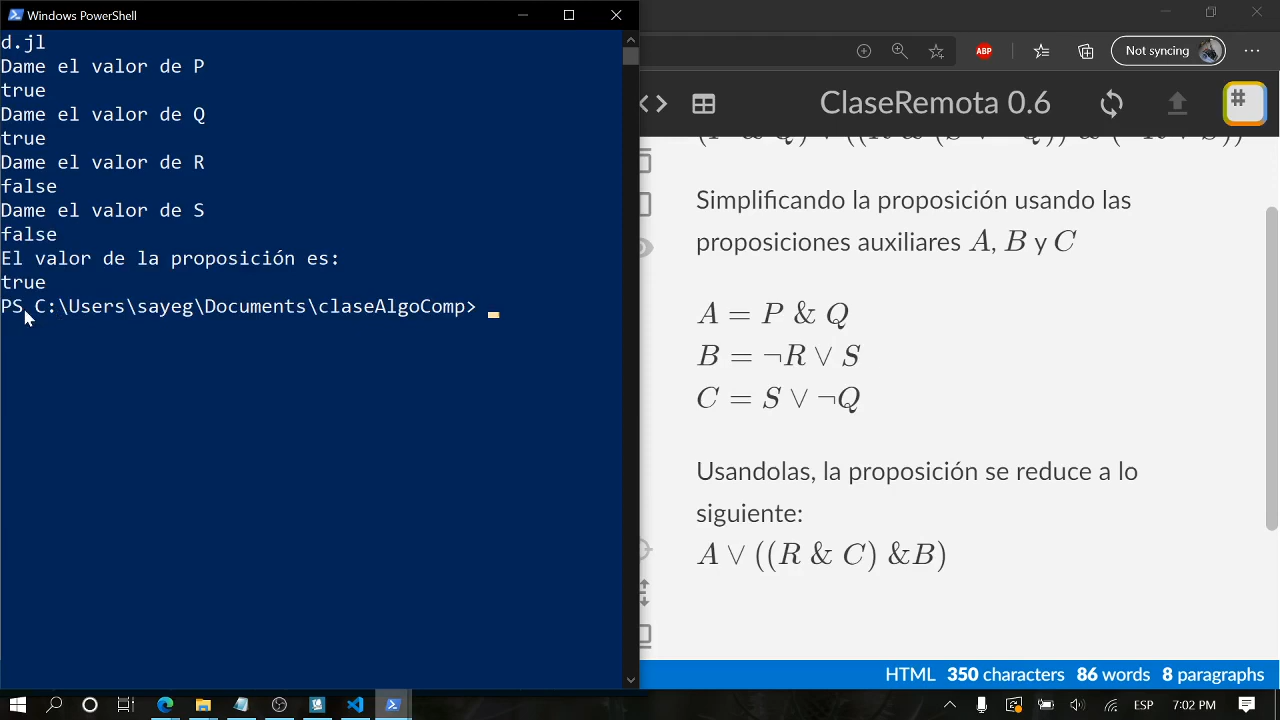 Windows PowerShell
d.jl
Dame el valor de P
true
Dame el valor de Q
true
Dame el valor de R
false
Dame el valor de S
false
El valor de la proposición es:
true
PS C:\Users\sayeg\Documents\claseAlgoComp>
ABP
Not syncing
ClaseRemota 0.6
Simplificando la proposición usando las
proposiciones auxiliares A, B y C
A = P & Q
B = ¬R ∨ S
C = S ∨ ¬Q
Usandolas, la proposición se reduce a lo
siguiente:
A ∨ ((R & C) &B)
HTML 350 characters 86 words 8 paragraphs
ESP 7:02 PM